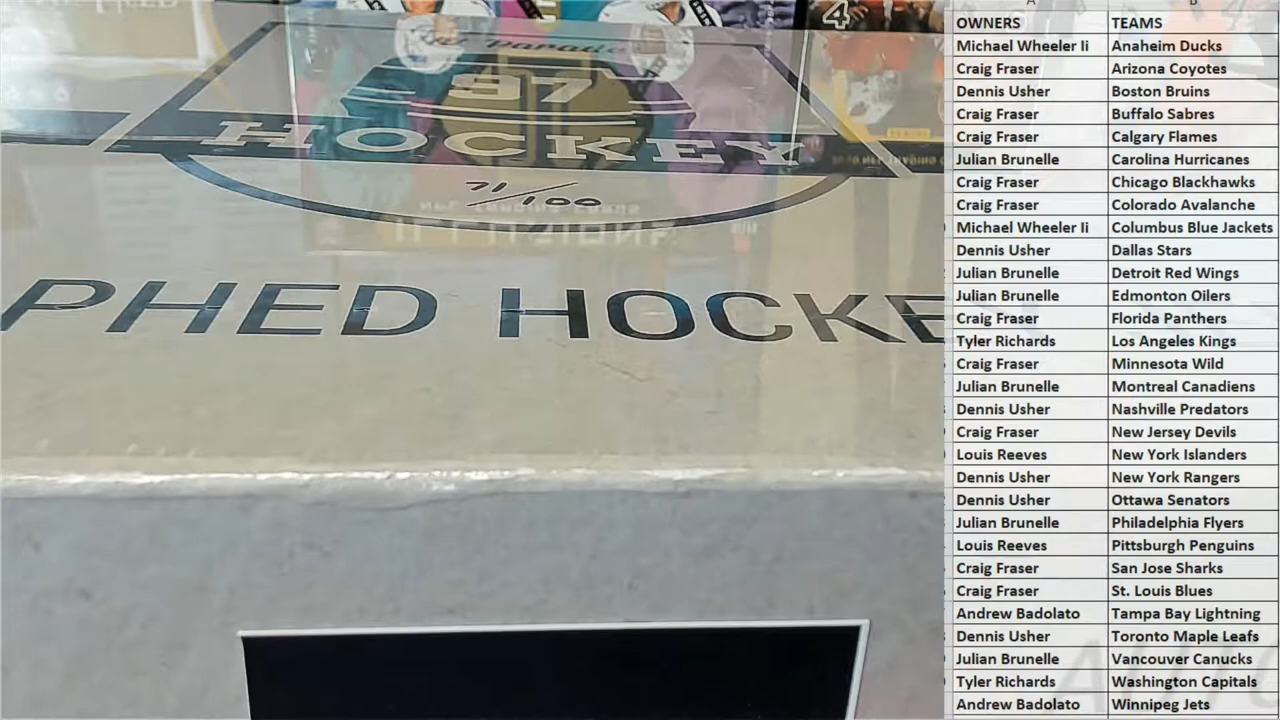 the parade
97
HOCKEY
71/100
PHED HOCKE
A B
OWNERS TEAMS
Michael Wheeler Ii Anaheim Ducks
Craig Fraser Arizona Coyotes
Dennis Usher Boston Bruins
Craig Fraser Buffalo Sabres
Craig Fraser Calgary Flames
Julian Brunelle Carolina Hurricanes
Craig Fraser Chicago Blackhawks
Craig Fraser Colorado Avalanche
Michael Wheeler Ii Columbus Blue Jackets
Dennis Usher Dallas Stars
Julian Brunelle Detroit Red Wings
Julian Brunelle Edmonton Oilers
Craig Fraser Florida Panthers
Tyler Richards Los Angeles Kings
Craig Fraser Minnesota Wild
Julian Brunelle Montreal Canadiens
Dennis Usher Nashville Predators
Craig Fraser New Jersey Devils
Louis Reeves New York Islanders
Dennis Usher New York Rangers
Dennis Usher Ottawa Senators
Julian Brunelle Philadelphia Flyers
Louis Reeves Pittsburgh Penguins
Craig Fraser San Jose Sharks
Craig Fraser St. Louis Blues
Andrew Badolato Tampa Bay Lightning
Dennis Usher Toronto Maple Leafs
Julian Brunelle Vancouver Canucks
Tyler Richards Washington Capitals
Andrew Badolato Winnipeg Jets